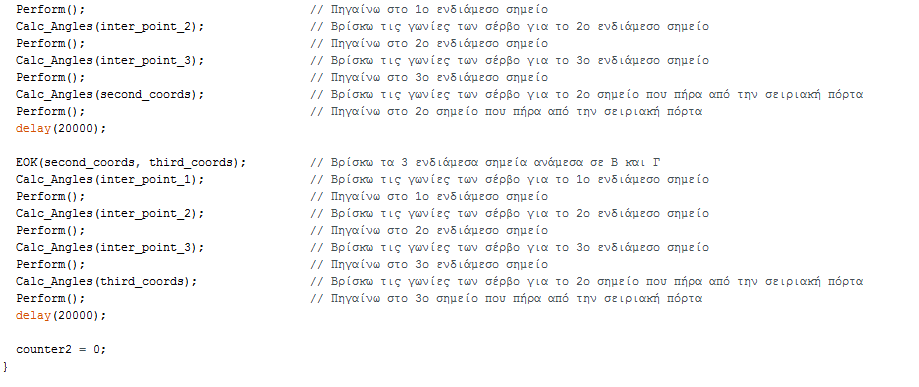 Perform(); // Πηγαίνω στο 1ο ενδιάμεσο σημείο
Calc_Angles(inter_point_2); // Βρίσκω τις γωνίες των σέρβο για το 2ο ενδιάμεσο σημείο
Perform(); // Πηγαίνω στο 2ο ενδιάμεσο σημείο
Calc_Angles(inter_point_3); // Βρίσκω τις γωνίες των σέρβο για το 3ο ενδιάμεσο σημείο
Perform(); // Πηγαίνω στο 3ο ενδιάμεσο σημείο
Calc_Angles(second_coords); // Βρίσκω τις γωνίες των σέρβο για το 2ο σημείο που πήρα από την σειριακή πόρτα
Perform(); // Πηγαίνω στο 2ο σημείο που πήρα από την σειριακή πόρτα
delay(20000);
EOK(second_coords, third_coords); // Βρίσκω τα 3 ενδιάμεσα σημεία ανάμεσα σε Β και Γ
Calc_Angles(inter_point_1); // Βρίσκω τις γωνίες των σέρβο για το 1ο ενδιάμεσο σημείο
Perform(); // Πηγαίνω στο 1ο ενδιάμεσο σημείο
Calc_Angles(inter_point_2); // Βρίσκω τις γωνίες των σέρβο για το 2ο ενδιάμεσο σημείο
Perform(); // Πηγαίνω στο 2ο ενδιάμεσο σημείο
Calc_Angles(inter_point_3); // Βρίσκω τις γωνίες των σέρβο για το 3ο ενδιάμεσο σημείο
Perform(); // Πηγαίνω στο 3ο ενδιάμεσο σημείο
Calc_Angles(third_coords); // Βρίσκω τις γωνίες των σέρβο για το 2ο σημείο που πήρα από την σειριακή πόρτα
Perform(); // Πηγαίνω στο 3ο σημείο που πήρα από την σειριακή πόρτα
delay(20000);
counter2 = 0;
}